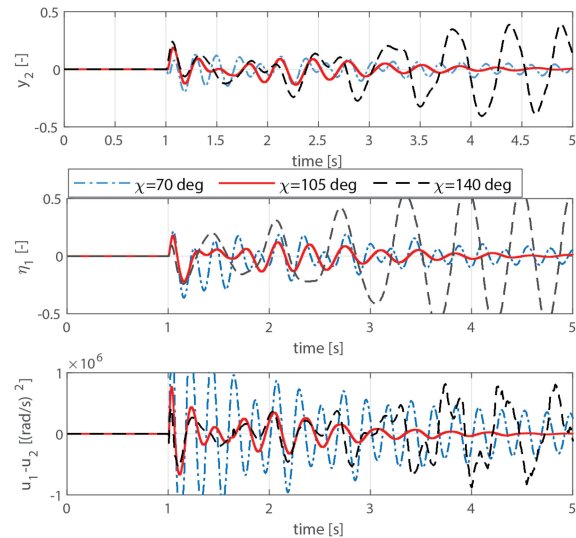 0.5
0
-0.5
y2 [-]
0 0.5 1 1.5 2 2.5 3 3.5 4 4.5 5
time [s]
χ=70 deg χ=105 deg χ=140 deg
0.5
0
-0.5
η1 [-]
0 1 2 3 4 5
time [s]
×10^6
1
0
-1
u1-u2 [(rad/s)^2]
0 1 2 3 4 5
time [s]